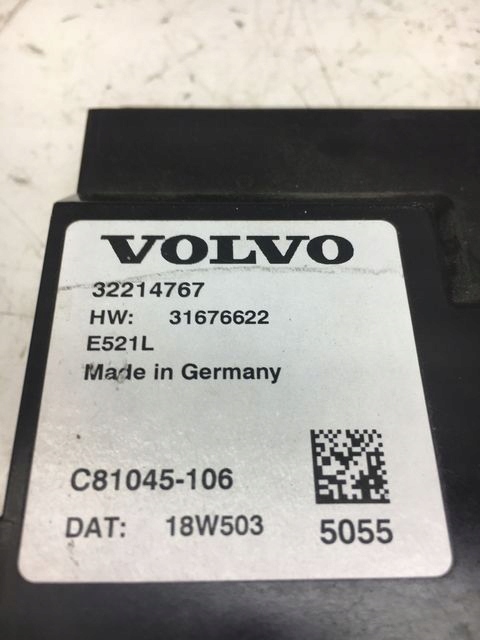 VOLVO
32214767
HW: 31676622
E521L
Made in Germany
C81045-106
DAT: 18W503
5055